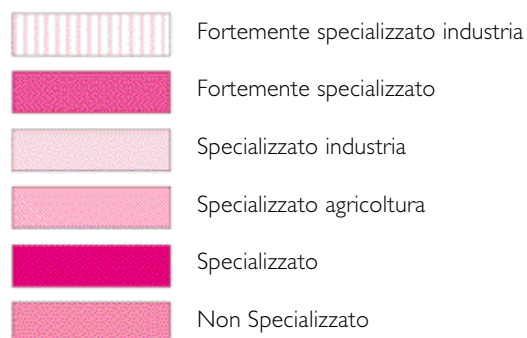 Fortemente specializzato industria
Fortemente specializzato
Specializzato industria
Specializzato agricoltura
Specializzato
Non Specializzato